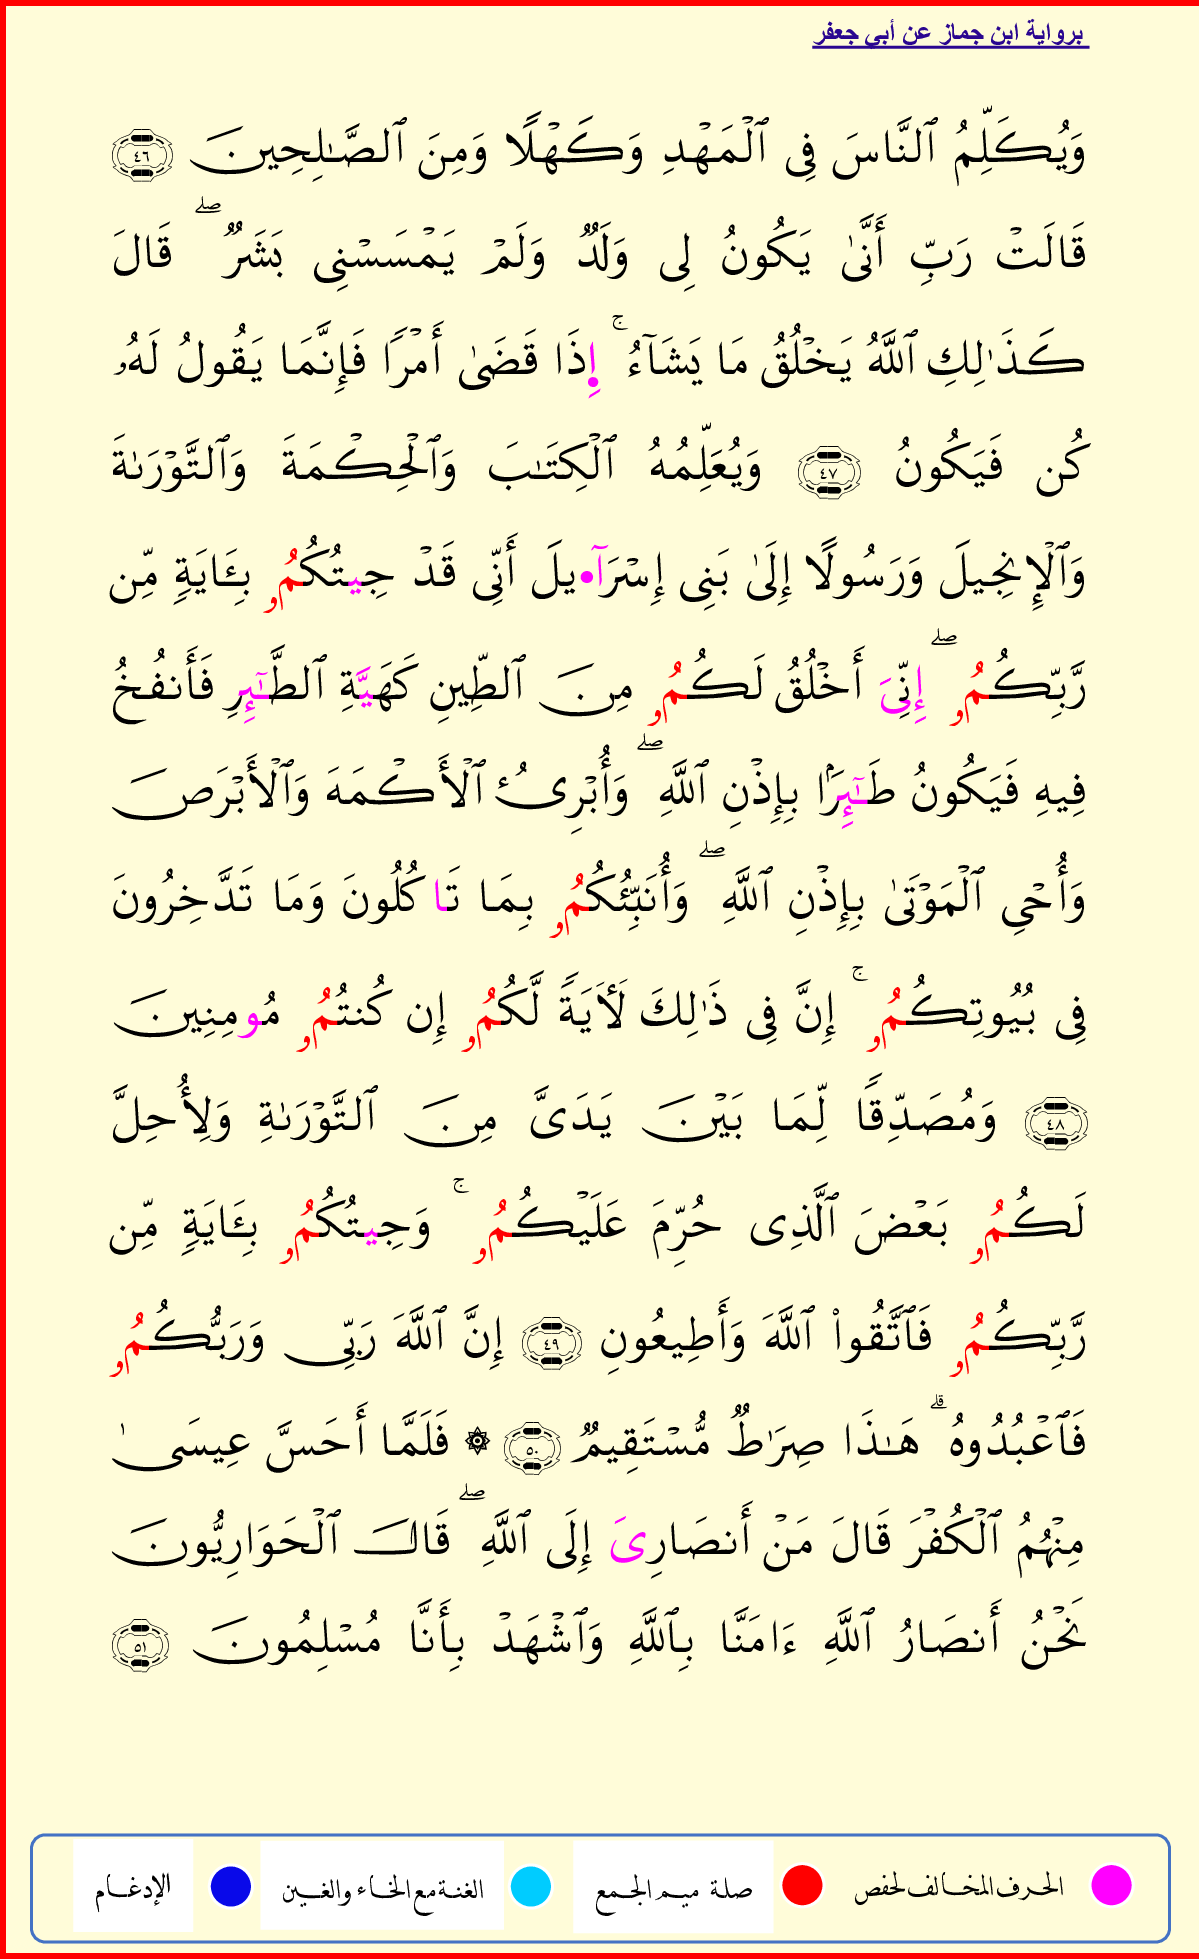 برواية ابن جماز عن أبي جعفر
وَيُكَلِّمُ ٱلنَّاسَ فِى ٱلْمَهْدِ وَكَهْلًا وَمِنَ ٱلصَّـٰلِحِينَ ٤٦
قَالَتْ رَبِّ أَنَّىٰ يَكُونُ لِى وَلَدٌ وَلَمْ يَمْسَسْنِى بَشَرٌ ۖ قَالَ
كَذَٰلِكِ ٱللَّهُ يَخْلُقُ مَا يَشَآءُ ۚ إِذَا قَضَىٰ أَمْرًا فَإِنَّمَا يَقُولُ لَهُۥ
كُن فَيَكُونُ ٤٧ وَيُعَلِّمُهُ ٱلْكِتَـٰبَ وَٱلْحِكْمَةَ وَٱلتَّوْرَىٰةَ
وَٱلْإِنجِيلَ وَرَسُولًا إِلَىٰ بَنِى إِسْرَآ•يلَ أَنِّى قَدْ جِيتُكُمُۥ بِـَٔايَةٍ مِّن
رَّبِّكُمُۥ ۖ إِنِّىَ أَخْلُقُ لَكُمُۥ مِنَ ٱلطِّينِ كَهَيَّةِ ٱلطَّـٰٓئِرِ فَأَنفُخُ
فِيهِ فَيَكُونُ طَـٰٓئِرًۢا بِإِذْنِ ٱللَّهِ ۖ وَأُبْرِئُ ٱلْأَكْمَهَ وَٱلْأَبْرَصَ
وَأُحْىِ ٱلْمَوْتَىٰ بِإِذْنِ ٱللَّهِ ۖ وَأُنَبِّئُكُمُۥ بِمَا تَاكُلُونَ وَمَا تَدَّخِرُونَ
فِى بُيُوتِكُمُۥ ۚ إِنَّ فِى ذَٰلِكَ لَـَٔايَةً لَّكُمُۥ إِن كُنتُمُۥ مُومِنِينَ
٤٨ وَمُصَدِّقًا لِّمَا بَيْنَ يَدَىَّ مِنَ ٱلتَّوْرَىٰةِ وَلِأُحِلَّ
لَكُمُۥ بَعْضَ ٱلَّذِى حُرِّمَ عَلَيْكُمُۥ ۚ وَجِيتُكُمُۥ بِـَٔايَةٍ مِّن
رَّبِّكُمُۥ فَٱتَّقُوا۟ ٱللَّهَ وَأَطِيعُونِ ٤٩ إِنَّ ٱللَّهَ رَبِّى وَرَبُّكُمُۥ
فَٱعْبُدُوهُ ۗ هَـٰذَا صِرَٰطٌ مُّسْتَقِيمٌ ٥٠ ۞ فَلَمَّا أَحَسَّ عِيسَىٰ
مِنْهُمُ ٱلْكُفْرَ قَالَ مَنْ أَنصَارِىَ إِلَى ٱللَّهِ ۖ قَالَ ٱلْحَوَارِيُّونَ
نَحْنُ أَنصَارُ ٱللَّهِ ءَامَنَّا بِٱللَّهِ وَٱشْهَدْ بِأَنَّا مُسْلِمُونَ ٥١
الحرف المخالف لحفص صلة ميم الجمع الغنة مع الخاء والغين الإدغام